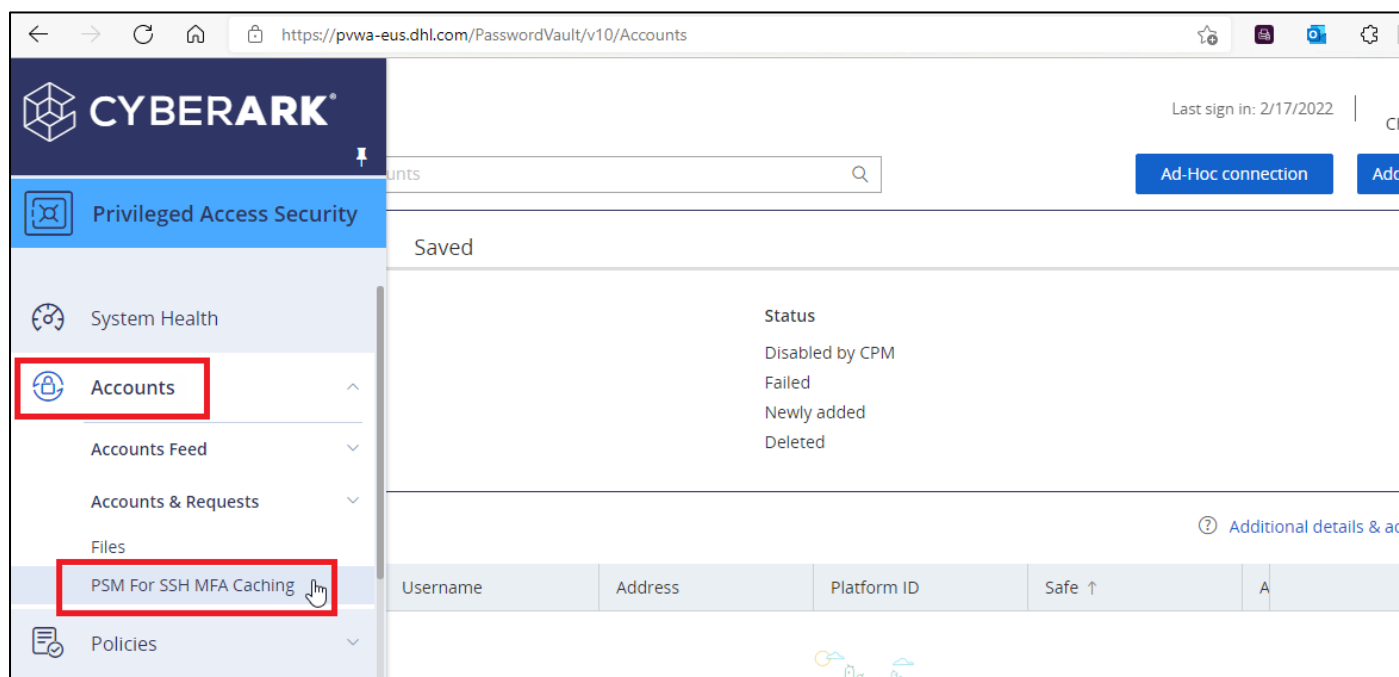 https://pvwa-eus.dhl.com/PasswordVault/v10/Accounts
CYBERARK®
Last sign in: 2/17/2022
unts
Ad-Hoc connection
Privileged Access Security
Saved
System Health
Status
Disabled by CPM
Accounts
Failed
Newly added
Deleted
Accounts Feed
Accounts & Requests
Additional details & ac
Files
PSM For SSH MFA Caching
Username
Address
Platform ID
Safe ↑
A
Policies